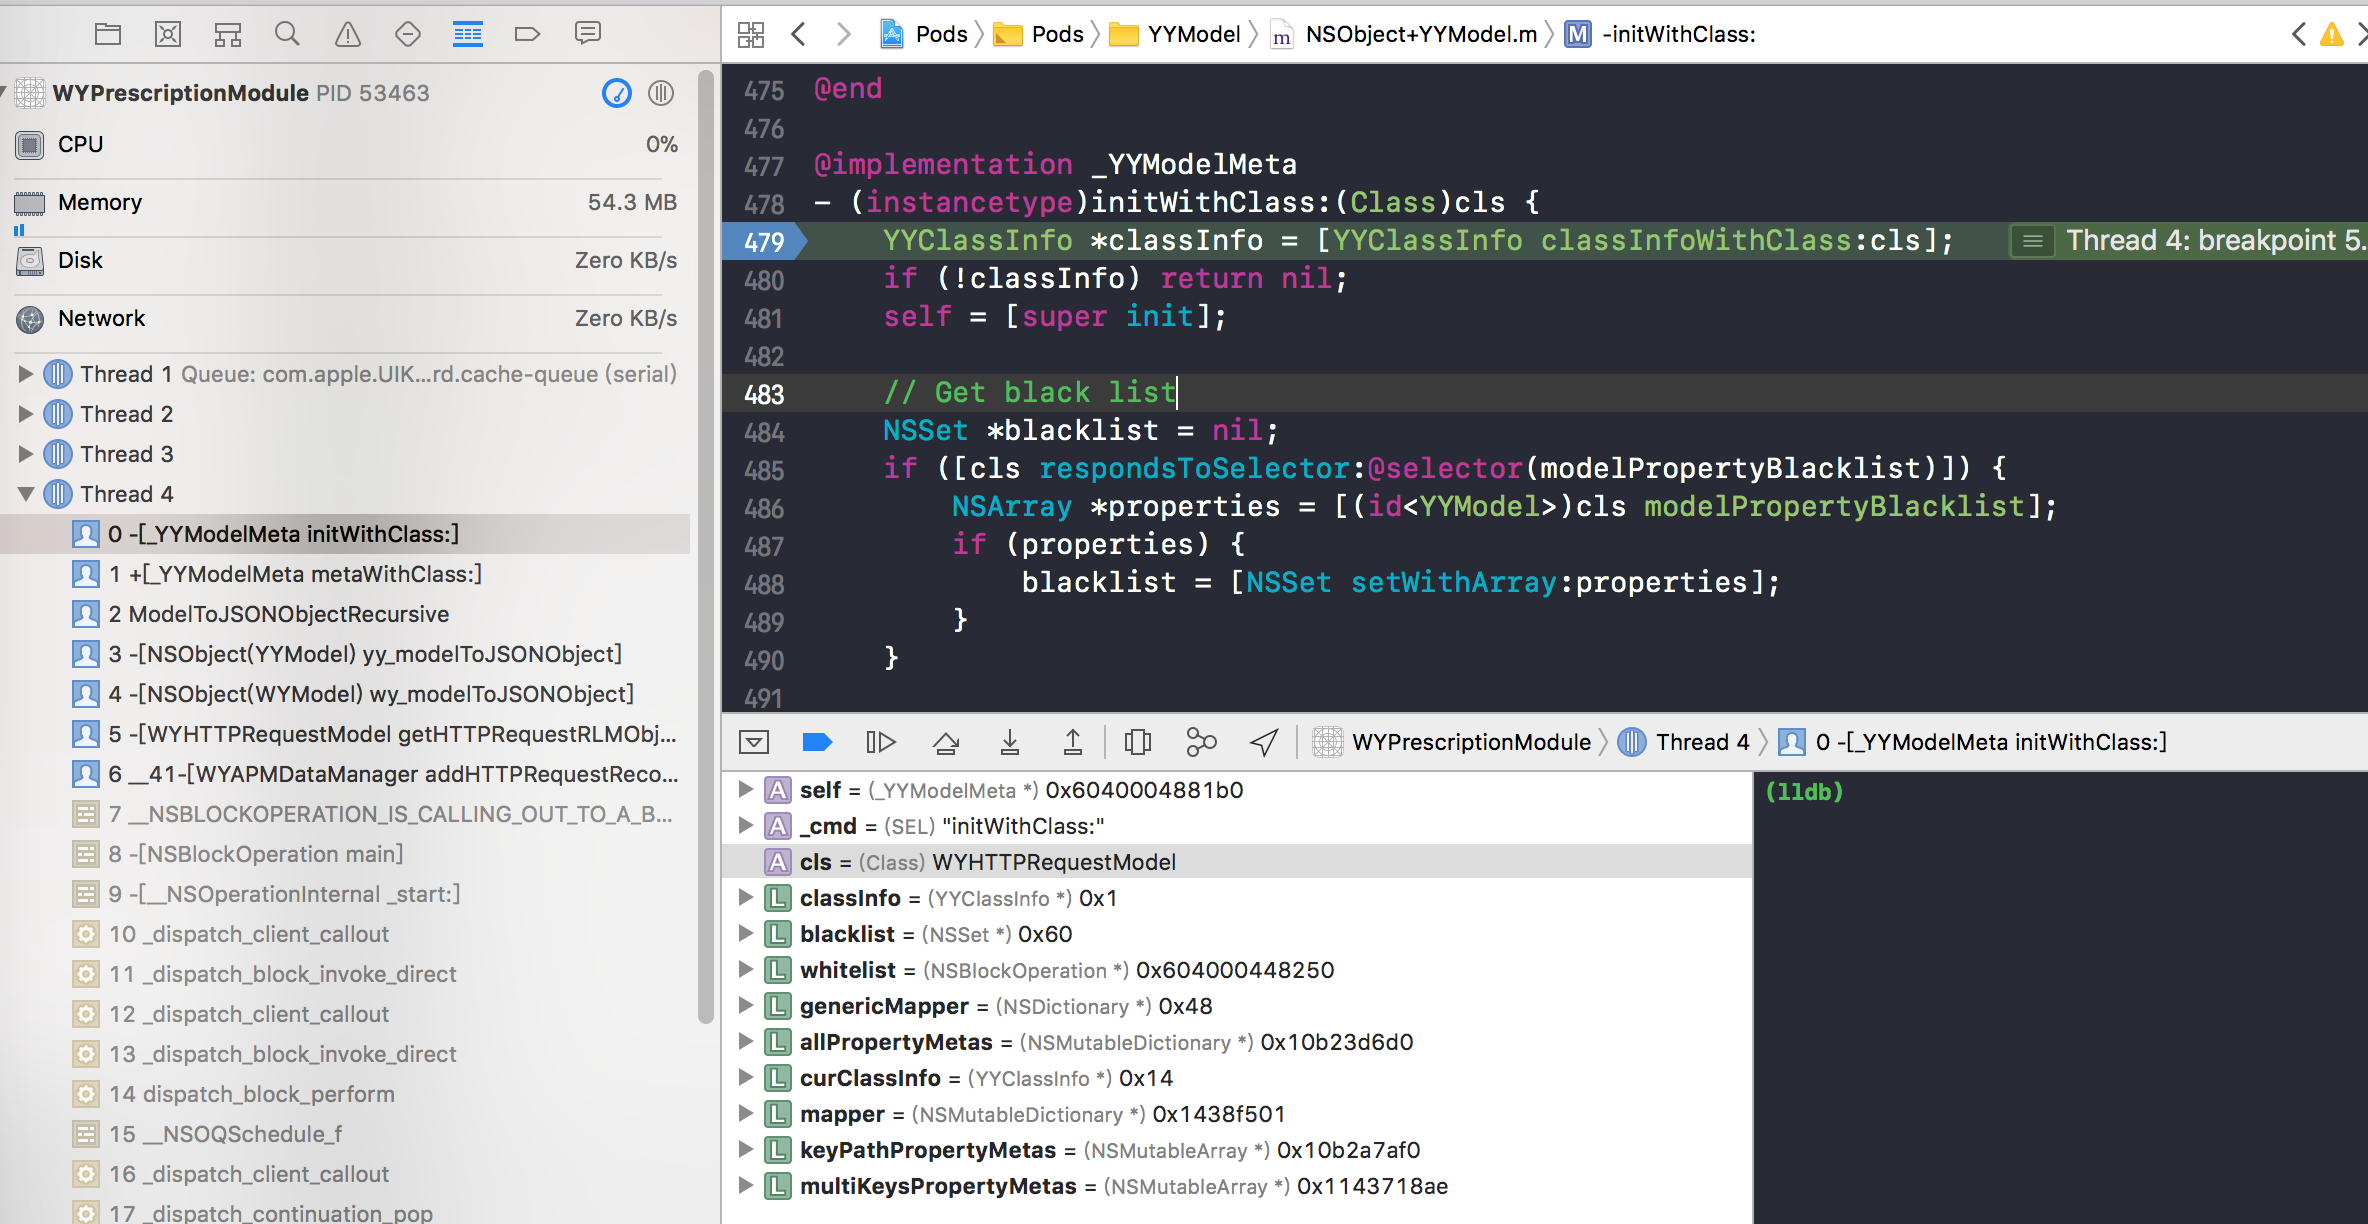 WYPrescriptionModule PID 53463
CPU 0%
Memory 54.3 MB
Disk Zero KB/s
Network Zero KB/s
Thread 1 Queue: com.apple.UIK...rd.cache-queue (serial)
Thread 2
Thread 3
Thread 4
0 -[_YYModelMeta initWithClass:]
1 +[_YYModelMeta metaWithClass:]
2 ModelToJSONObjectRecursive
3 -[NSObject(YYModel) yy_modelToJSONObject]
4 -[NSObject(WYModel) wy_modelToJSONObject]
5 -[WYHTTPRequestModel getHTTPRequestRLMObj...
6 __41-[WYAPMDataManager addHTTPRequestReco...
7 __NSBLOCKOPERATION_IS_CALLING_OUT_TO_A_B...
8 -[NSBlockOperation main]
9 -[__NSOperationInternal _start:]
10 _dispatch_client_callout
11 _dispatch_block_invoke_direct
12 _dispatch_client_callout
13 _dispatch_block_invoke_direct
14 dispatch_block_perform
15 __NSOQSchedule_f
16 _dispatch_client_callout
17 _dispatch_continuation_pop
Pods Pods YYModel m NSObject+YYModel.m M -initWithClass:
475 @end
476
477 @implementation _YYModelMeta
478 - (instancetype)initWithClass:(Class)cls {
479 YYClassInfo *classInfo = [YYClassInfo classInfoWithClass:cls]; Thread 4: breakpoint 5.
480 if (!classInfo) return nil;
481 self = [super init];
482
483 // Get black list
484 NSSet *blacklist = nil;
485 if ([cls respondsToSelector:@selector(modelPropertyBlacklist)]) {
486 NSArray *properties = [(id<YYModel>)cls modelPropertyBlacklist];
487 if (properties) {
488 blacklist = [NSSet setWithArray:properties];
489 }
490 }
491
WYPrescriptionModule Thread 4 0 -[_YYModelMeta initWithClass:]
A self = (_YYModelMeta *) 0x6040004881b0
A _cmd = (SEL) "initWithClass:"
A cls = (Class) WYHTTPRequestModel
L classInfo = (YYClassInfo *) 0x1
L blacklist = (NSSet *) 0x60
L whitelist = (NSBlockOperation *) 0x604000448250
L genericMapper = (NSDictionary *) 0x48
L allPropertyMetas = (NSMutableDictionary *) 0x10b23d6d0
L curClassInfo = (YYClassInfo *) 0x14
L mapper = (NSMutableDictionary *) 0x1438f501
L keyPathPropertyMetas = (NSMutableArray *) 0x10b2a7af0
L multiKeysPropertyMetas = (NSMutableArray *) 0x1143718ae
(lldb)